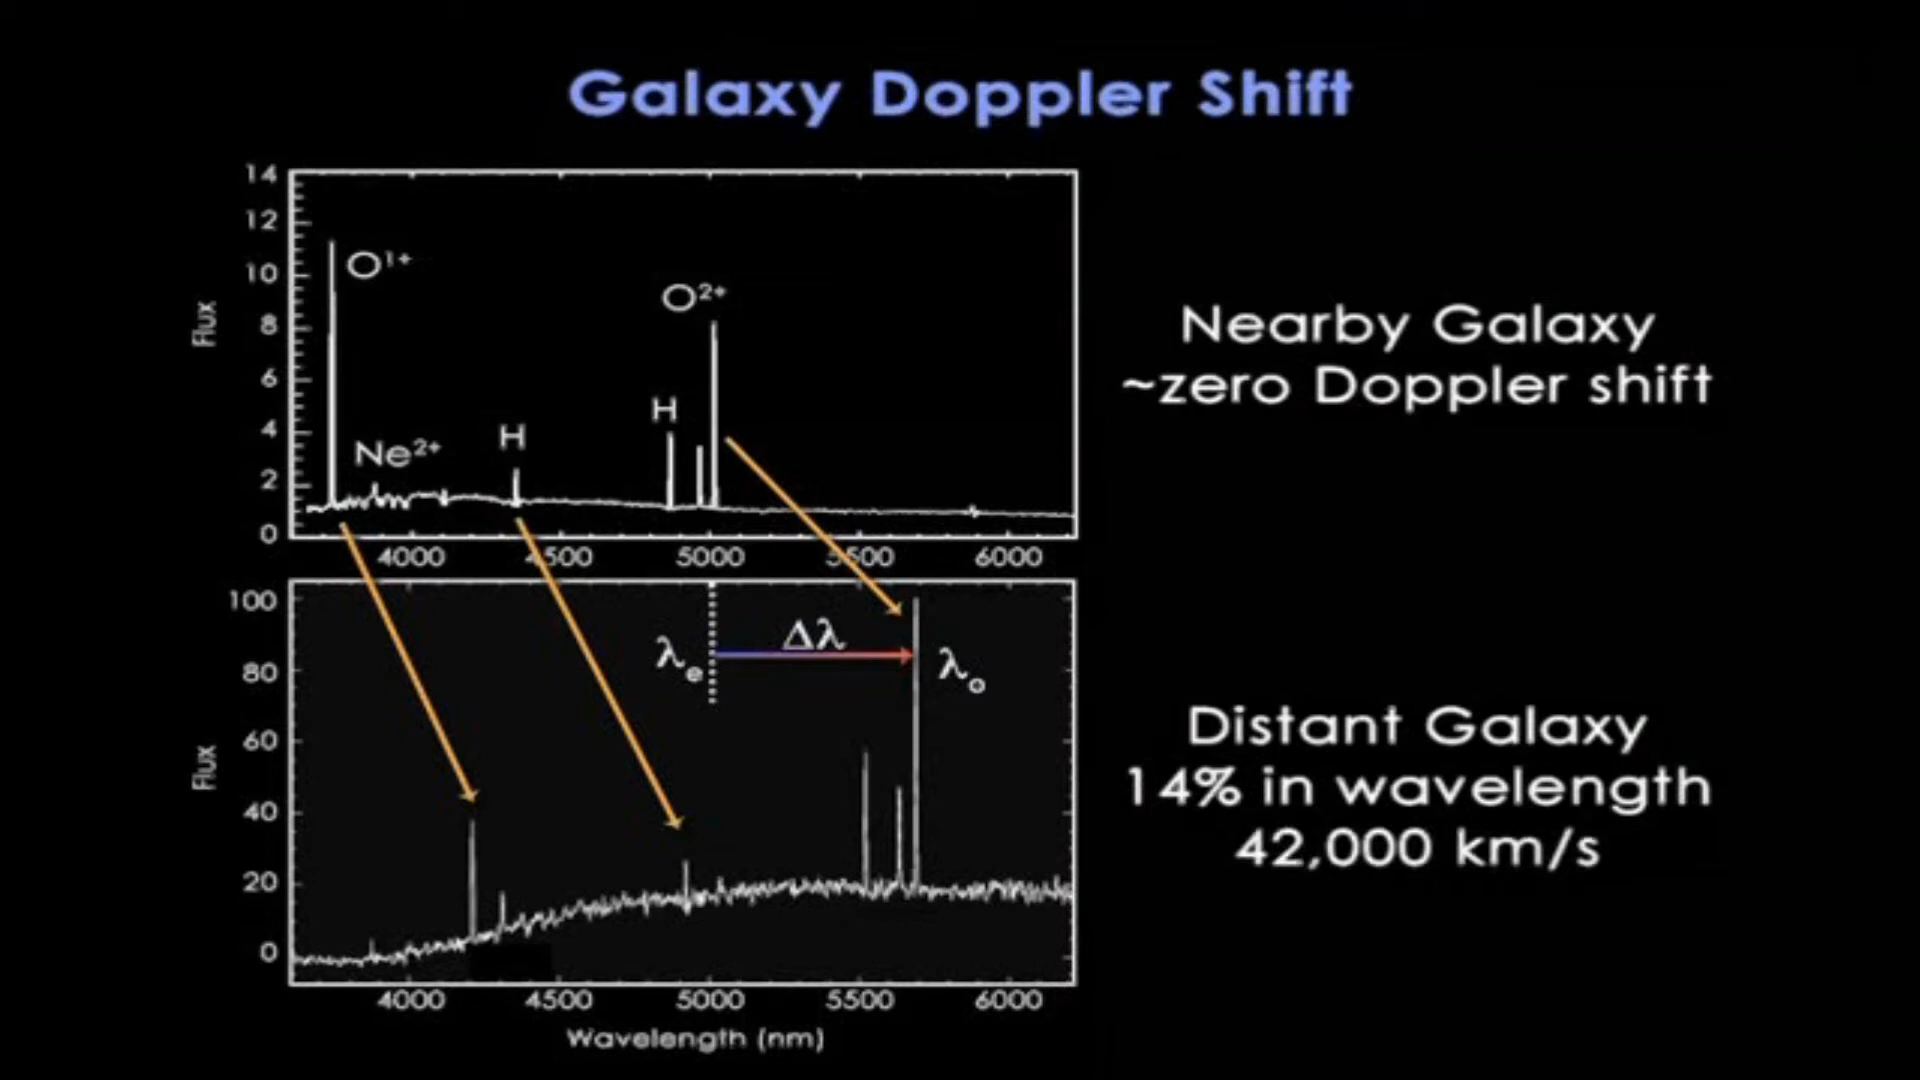 Galaxy Doppler Shift
14
12
10
8
6
4
2
0
Flux
O¹⁺
Ne²⁺
H
H
O²⁺
4000 4500 5000 5500 6000
Nearby Galaxy
~zero Doppler shift
100
80
60
40
20
0
Flux
λe
Δλ
λo
4000 4500 5000 5500 6000
Wavelength (nm)
Distant Galaxy
14% in wavelength
42,000 km/s